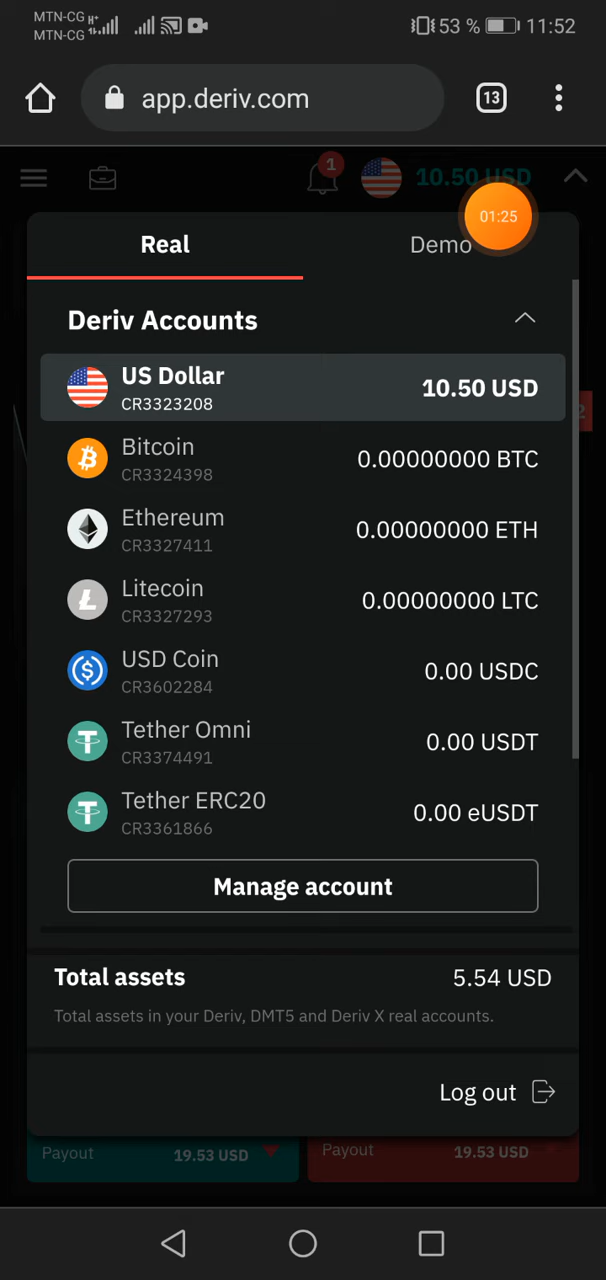 MTN-CG H+
MTN-CG
53 % 11:52
app.deriv.com
13
1
10.50 USD
01:25
Real
Demo
Deriv Accounts
US Dollar
10.50 USD
CR3323208
2
Bitcoin
0.00000000 BTC
CR3324398
Ethereum
0.00000000 ETH
CR3327411
Litecoin
0.00000000 LTC
CR3327293
USD Coin
0.00 USDC
CR3602284
Tether Omni
0.00 USDT
CR3374491
Tether ERC20
0.00 eUSDT
CR3361866
Manage account
Total assets
5.54 USD
Total assets in your Deriv, DMT5 and Deriv X real accounts.
Log out
Payout 19.53 USD
Payout 19.53 USD